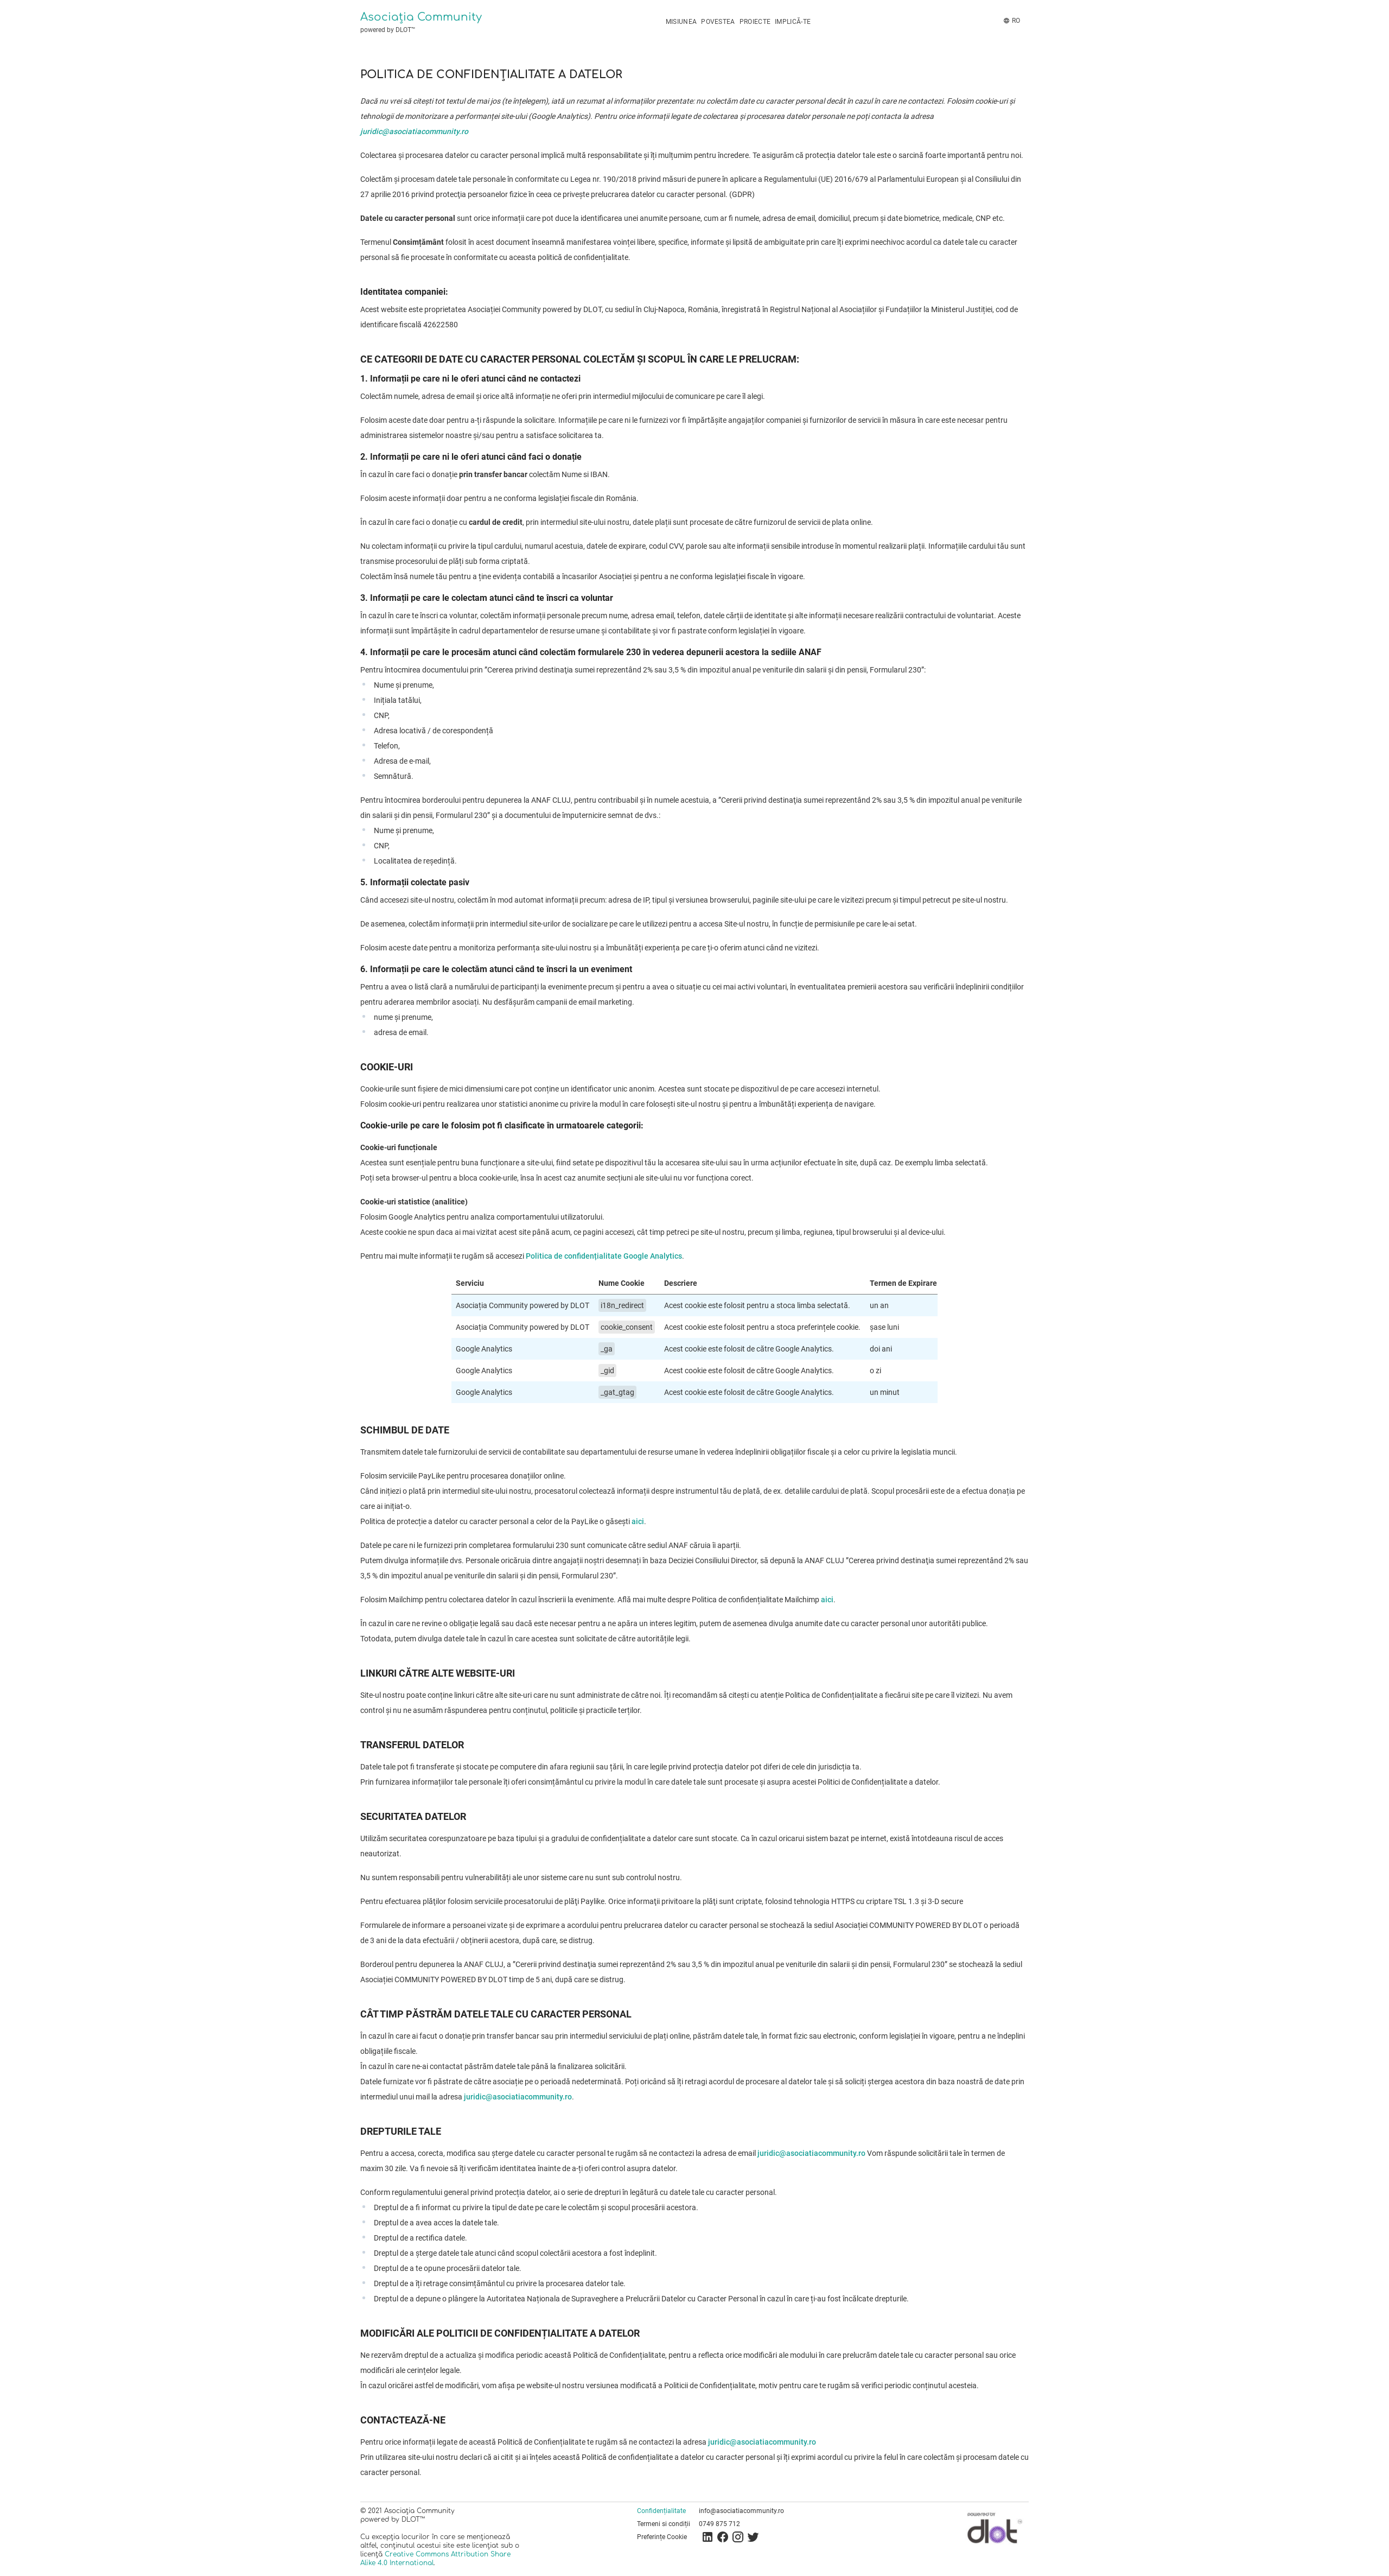 Asociația Community
powered by DLOT™
MISIUNEA POVESTEA PROIECTE IMPLICĂ-TE
RO
POLITICA DE CONFIDENȚIALITATE A DATELOR
Dacă nu vrei să citești tot textul de mai jos (te înțelegem), iată un rezumat al informațiilor prezentate: nu colectăm date cu caracter personal decât în cazul în care ne contactezi. Folosim cookie-uri și
tehnologii de monitorizare a performanței site-ului (Google Analytics). Pentru orice informații legate de colectarea și procesarea datelor personale ne poți contacta la adresa
juridic@asociatiacommunity.ro
Colectarea și procesarea datelor cu caracter personal implică multă responsabilitate și îți mulțumim pentru încredere. Te asigurăm că protecția datelor tale este o sarcină foarte importantă pentru noi.
Colectăm și procesam datele tale personale în conformitate cu Legea nr. 190/2018 privind măsuri de punere în aplicare a Regulamentului (UE) 2016/679 al Parlamentului European și al Consiliului din
27 aprilie 2016 privind protecția persoanelor fizice în ceea ce privește prelucrarea datelor cu caracter personal. (GDPR)
Datele cu caracter personal sunt orice informații care pot duce la identificarea unei anumite persoane, cum ar fi numele, adresa de email, domiciliul, precum și date biometrice, medicale, CNP etc.
Termenul Consimțământ folosit în acest document înseamnă manifestarea voinței libere, specifice, informate și lipsită de ambiguitate prin care îți exprimi neechivoc acordul ca datele tale cu caracter
personal să fie procesate în conformitate cu aceasta politică de confidențialitate.
Identitatea companiei:
Acest website este proprietatea Asociației Community powered by DLOT, cu sediul în Cluj-Napoca, România, înregistrată în Registrul Național al Asociațiilor și Fundațiilor la Ministerul Justiției, cod de
identificare fiscală 42622580
CE CATEGORII DE DATE CU CARACTER PERSONAL COLECTĂM ȘI SCOPUL ÎN CARE LE PRELUCRAM:
1. Informații pe care ni le oferi atunci când ne contactezi
Colectăm numele, adresa de email și orice altă informație ne oferi prin intermediul mijlocului de comunicare pe care îl alegi.
Folosim aceste date doar pentru a-ți răspunde la solicitare. Informațiile pe care ni le furnizezi vor fi împărtășite angajaților companiei și furnizorilor de servicii în măsura în care este necesar pentru
administrarea sistemelor noastre și/sau pentru a satisface solicitarea ta.
2. Informații pe care ni le oferi atunci când faci o donație
În cazul în care faci o donație prin transfer bancar colectăm Nume si IBAN.
Folosim aceste informații doar pentru a ne conforma legislației fiscale din România.
În cazul în care faci o donație cu cardul de credit, prin intermediul site-ului nostru, datele plații sunt procesate de către furnizorul de servicii de plata online.
Nu colectam informații cu privire la tipul cardului, numarul acestuia, datele de expirare, codul CVV, parole sau alte informații sensibile introduse în momentul realizarii plații. Informațiile cardului tău sunt
transmise procesorului de plăți sub forma criptată.
Colectăm însă numele tău pentru a ține evidența contabilă a încasarilor Asociației și pentru a ne conforma legislației fiscale în vigoare.
3. Informații pe care le colectam atunci când te înscri ca voluntar
În cazul în care te înscri ca voluntar, colectăm informații personale precum nume, adresa email, telefon, datele cărții de identitate și alte informații necesare realizării contractului de voluntariat. Aceste
informații sunt împărtășite în cadrul departamentelor de resurse umane și contabilitate și vor fi pastrate conform legislației în vigoare.
4. Informații pe care le procesăm atunci când colectăm formularele 230 în vederea depunerii acestora la sediile ANAF
Pentru întocmirea documentului prin "Cererea privind destinația sumei reprezentând 2% sau 3,5 % din impozitul anual pe veniturile din salarii și din pensii, Formularul 230":
Nume și prenume,
Inițiala tatălui,
CNP,
Adresa locativă / de corespondență
Telefon,
Adresa de e-mail,
Semnătură.
Pentru întocmirea borderoului pentru depunerea la ANAF CLUJ, pentru contribuabil și în numele acestuia, a "Cererii privind destinația sumei reprezentând 2% sau 3,5 % din impozitul anual pe veniturile
din salarii și din pensii, Formularul 230" și a documentului de împuternicire semnat de dvs.:
Nume și prenume,
CNP,
Localitatea de reședință.
5. Informații colectate pasiv
Când accesezi site-ul nostru, colectăm în mod automat informații precum: adresa de IP, tipul și versiunea browserului, paginile site-ului pe care le vizitezi precum și timpul petrecut pe site-ul nostru.
De asemenea, colectăm informații prin intermediul site-urilor de socializare pe care le utilizezi pentru a accesa Site-ul nostru, în funcție de permisiunile pe care le-ai setat.
Folosim aceste date pentru a monitoriza performanța site-ului nostru și a îmbunătăți experiența pe care ți-o oferim atunci când ne vizitezi.
6. Informații pe care le colectăm atunci când te înscri la un eveniment
Pentru a avea o listă clară a numărului de participanți la evenimente precum și pentru a avea o situație cu cei mai activi voluntari, în eventualitatea premierii acestora sau verificării îndeplinirii condițiilor
pentru aderarea membrilor asociați. Nu desfășurăm campanii de email marketing.
nume și prenume,
adresa de email.
COOKIE-URI
Cookie-urile sunt fișiere de mici dimensiumi care pot conține un identificator unic anonim. Acestea sunt stocate pe dispozitivul de pe care accesezi internetul.
Folosim cookie-uri pentru realizarea unor statistici anonime cu privire la modul în care folosești site-ul nostru și pentru a îmbunătăți experiența de navigare.
Cookie-urile pe care le folosim pot fi clasificate în urmatoarele categorii:
Cookie-uri funcționale
Acestea sunt esențiale pentru buna funcționare a site-ului, fiind setate pe dispozitivul tău la accesarea site-ului sau în urma acțiunilor efectuate în site, după caz. De exemplu limba selectată.
Poți seta browser-ul pentru a bloca cookie-urile, însa în acest caz anumite secțiuni ale site-ului nu vor funcționa corect.
Cookie-uri statistice (analitice)
Folosim Google Analytics pentru analiza comportamentului utilizatorului.
Aceste cookie ne spun daca ai mai vizitat acest site până acum, ce pagini accesezi, cât timp petreci pe site-ul nostru, precum și limba, regiunea, tipul browserului și al device-ului.
Pentru mai multe informații te rugăm să accesezi Politica de confidențialitate Google Analytics.
Serviciu Nume Cookie Descriere Termen de Expirare
Asociația Community powered by DLOT i18n_redirect Acest cookie este folosit pentru a stoca limba selectată. un an
Asociația Community powered by DLOT cookie_consent Acest cookie este folosit pentru a stoca preferințele cookie. șase luni
Google Analytics _ga Acest cookie este folosit de către Google Analytics. doi ani
Google Analytics _gid Acest cookie este folosit de către Google Analytics. o zi
Google Analytics _gat_gtag Acest cookie este folosit de către Google Analytics. un minut
SCHIMBUL DE DATE
Transmitem datele tale furnizorului de servicii de contabilitate sau departamentului de resurse umane în vederea îndeplinirii obligațiilor fiscale și a celor cu privire la legislatia muncii.
Folosim serviciile PayLike pentru procesarea donațiilor online.
Când inițiezi o plată prin intermediul site-ului nostru, procesatorul colectează informații despre instrumentul tău de plată, de ex. detaliile cardului de plată. Scopul procesării este de a efectua donația pe
care ai inițiat-o.
Politica de protecție a datelor cu caracter personal a celor de la PayLike o găsești aici.
Datele pe care ni le furnizezi prin completarea formularului 230 sunt comunicate către sediul ANAF căruia îi aparții.
Putem divulga informațiile dvs. Personale oricăruia dintre angajații noștri desemnați în baza Deciziei Consiliului Director, să depună la ANAF CLUJ "Cererea privind destinația sumei reprezentând 2% sau
3,5 % din impozitul anual pe veniturile din salarii și din pensii, Formularul 230".
Folosim Mailchimp pentru colectarea datelor în cazul înscrierii la evenimente. Află mai multe despre Politica de confidențialitate Mailchimp aici.
În cazul in care ne revine o obligație legală sau dacă este necesar pentru a ne apăra un interes legitim, putem de asemenea divulga anumite date cu caracter personal unor autorităti publice.
Totodata, putem divulga datele tale în cazul în care acestea sunt solicitate de către autoritățile legii.
LINKURI CĂTRE ALTE WEBSITE-URI
Site-ul nostru poate conține linkuri către alte site-uri care nu sunt administrate de către noi. Îți recomandăm să citești cu atenție Politica de Confidențialitate a fiecărui site pe care îl vizitezi. Nu avem
control și nu ne asumăm răspunderea pentru conținutul, politicile și practicile terților.
TRANSFERUL DATELOR
Datele tale pot fi transferate și stocate pe computere din afara regiunii sau țării, în care legile privind protecția datelor pot diferi de cele din jurisdicția ta.
Prin furnizarea informațiilor tale personale îți oferi consimțământul cu privire la modul în care datele tale sunt procesate și asupra acestei Politici de Confidențialitate a datelor.
SECURITATEA DATELOR
Utilizăm securitatea corespunzatoare pe baza tipului și a gradului de confidențialitate a datelor care sunt stocate. Ca în cazul oricarui sistem bazat pe internet, există întotdeauna riscul de acces
neautorizat.
Nu suntem responsabili pentru vulnerabilități ale unor sisteme care nu sunt sub controlul nostru.
Pentru efectuarea plăților folosim serviciile procesatorului de plăți Paylike. Orice informații privitoare la plăți sunt criptate, folosind tehnologia HTTPS cu criptare TSL 1.3 și 3-D secure
Formularele de informare a persoanei vizate și de exprimare a acordului pentru prelucrarea datelor cu caracter personal se stochează la sediul Asociației COMMUNITY POWERED BY DLOT o perioadă
de 3 ani de la data efectuării / obținerii acestora, după care, se distrug.
Borderoul pentru depunerea la ANAF CLUJ, a "Cererii privind destinația sumei reprezentând 2% sau 3,5 % din impozitul anual pe veniturile din salarii și din pensii, Formularul 230" se stochează la sediul
Asociației COMMUNITY POWERED BY DLOT timp de 5 ani, după care se distrug.
CÂT TIMP PĂSTRĂM DATELE TALE CU CARACTER PERSONAL
În cazul în care ai facut o donație prin transfer bancar sau prin intermediul serviciului de plați online, păstrăm datele tale, în format fizic sau electronic, conform legislației în vigoare, pentru a ne îndeplini
obligațiile fiscale.
În cazul în care ne-ai contactat păstrăm datele tale până la finalizarea solicitării.
Datele furnizate vor fi păstrate de către asociație pe o perioadă nedeterminată. Poți oricând să îți retragi acordul de procesare al datelor tale și să soliciți ștergea acestora din baza noastră de date prin
intermediul unui mail la adresa juridic@asociatiacommunity.ro.
DREPTURILE TALE
Pentru a accesa, corecta, modifica sau șterge datele cu caracter personal te rugăm să ne contactezi la adresa de email juridic@asociatiacommunity.ro Vom răspunde solicitării tale în termen de
maxim 30 zile. Va fi nevoie să îți verificăm identitatea înainte de a-ți oferi control asupra datelor.
Conform regulamentului general privind protecția datelor, ai o serie de drepturi în legătură cu datele tale cu caracter personal.
Dreptul de a fi informat cu privire la tipul de date pe care le colectăm și scopul procesării acestora.
Dreptul de a avea acces la datele tale.
Dreptul de a rectifica datele.
Dreptul de a șterge datele tale atunci când scopul colectării acestora a fost îndeplinit.
Dreptul de a te opune procesării datelor tale.
Dreptul de a îți retrage consimțământul cu privire la procesarea datelor tale.
Dreptul de a depune o plângere la Autoritatea Naționala de Supraveghere a Prelucrării Datelor cu Caracter Personal în cazul în care ți-au fost încălcate drepturile.
MODIFICĂRI ALE POLITICII DE CONFIDENȚIALITATE A DATELOR
Ne rezervăm dreptul de a actualiza și modifica periodic această Politică de Confidențialitate, pentru a reflecta orice modificări ale modului în care prelucrăm datele tale cu caracter personal sau orice
modificări ale cerințelor legale.
În cazul oricărei astfel de modificări, vom afișa pe website-ul nostru versiunea modificată a Politicii de Confidențialitate, motiv pentru care te rugăm să verifici periodic conținutul acesteia.
CONTACTEAZĂ-NE
Pentru orice informații legate de această Politică de Confiențialitate te rugăm să ne contactezi la adresa juridic@asociatiacommunity.ro
Prin utilizarea site-ului nostru declari că ai citit și ai înțeles această Politică de confidențialitate a datelor cu caracter personal și îți exprimi acordul cu privire la felul în care colectăm și procesam datele cu
caracter personal.
© 2021 Asociația Community
powered by DLOT™
Cu excepția locurilor în care se menționează
altfel, conținutul acestui site este licențiat sub o
licență Creative Commons Attribution Share
Alike 4.0 International.
Confidențialitate
Termeni si condiții
Preferințe Cookie
info@asociatiacommunity.ro
0749 875 712
powered by
dlot